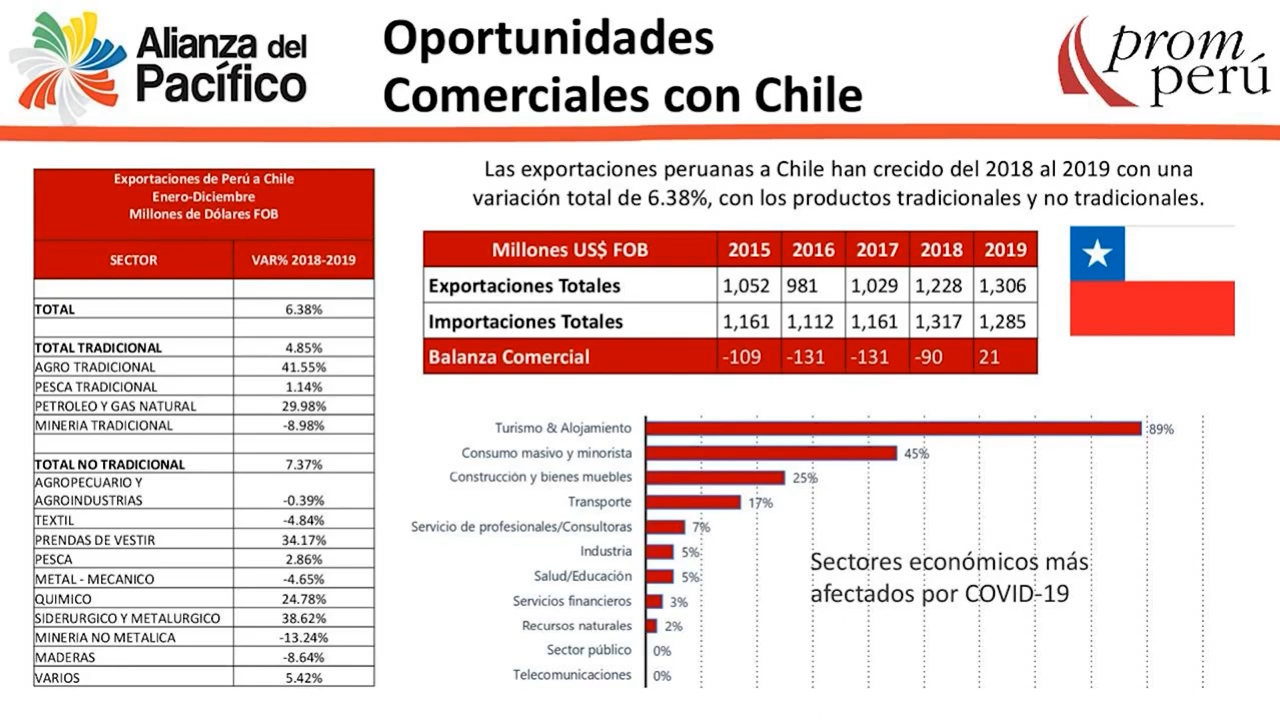 Alianza del
Pacífico
Oportunidades
Comerciales con Chile
prom
perú
Exportaciones de Perú a Chile
Enero-Diciembre
Millones de Dólares FOB
SECTOR VAR% 2018-2019
TOTAL 6.38%
TOTAL TRADICIONAL 4.85%
AGRO TRADICIONAL 41.55%
PESCA TRADICIONAL 1.14%
PETROLEO Y GAS NATURAL 29.98%
MINERIA TRADICIONAL -8.98%
TOTAL NO TRADICIONAL 7.37%
AGROPECUARIO Y
AGROINDUSTRIAS -0.39%
TEXTIL -4.84%
PRENDAS DE VESTIR 34.17%
PESCA 2.86%
METAL - MECANICO -4.65%
QUIMICO 24.78%
SIDERURGICO Y METALURGICO 38.62%
MINERIA NO METALICA -13.24%
MADERAS -8.64%
VARIOS 5.42%
Las exportaciones peruanas a Chile han crecido del 2018 al 2019 con una
variación total de 6.38%, con los productos tradicionales y no tradicionales.
Millones US$ FOB 2015 2016 2017 2018 2019
Exportaciones Totales 1,052 981 1,029 1,228 1,306
Importaciones Totales 1,161 1,112 1,161 1,317 1,285
Balanza Comercial -109 -131 -131 -90 21
Turismo & Alojamiento 89%
Consumo masivo y minorista 45%
Construcción y bienes muebles 25%
Transporte 17%
Servicio de profesionales/Consultoras 7%
Industria 5%
Salud/Educación 5%
Servicios financieros 3%
Recursos naturales 2%
Sector público 0%
Telecomunicaciones 0%
Sectores económicos más
afectados por COVID-19